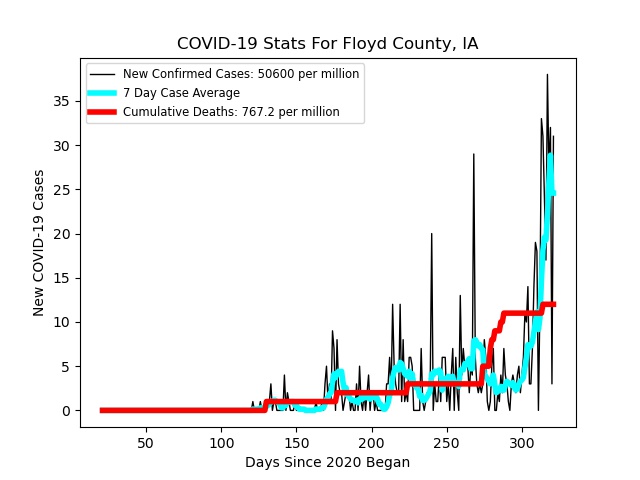 COVID-19 Stats For Floyd County, IA
New Confirmed Cases: 50600 per million
7 Day Case Average
Cumulative Deaths: 767.2 per million
New COVID-19 Cases
35
30
25
20
15
10
5
0
50 100 150 200 250 300
Days Since 2020 Began